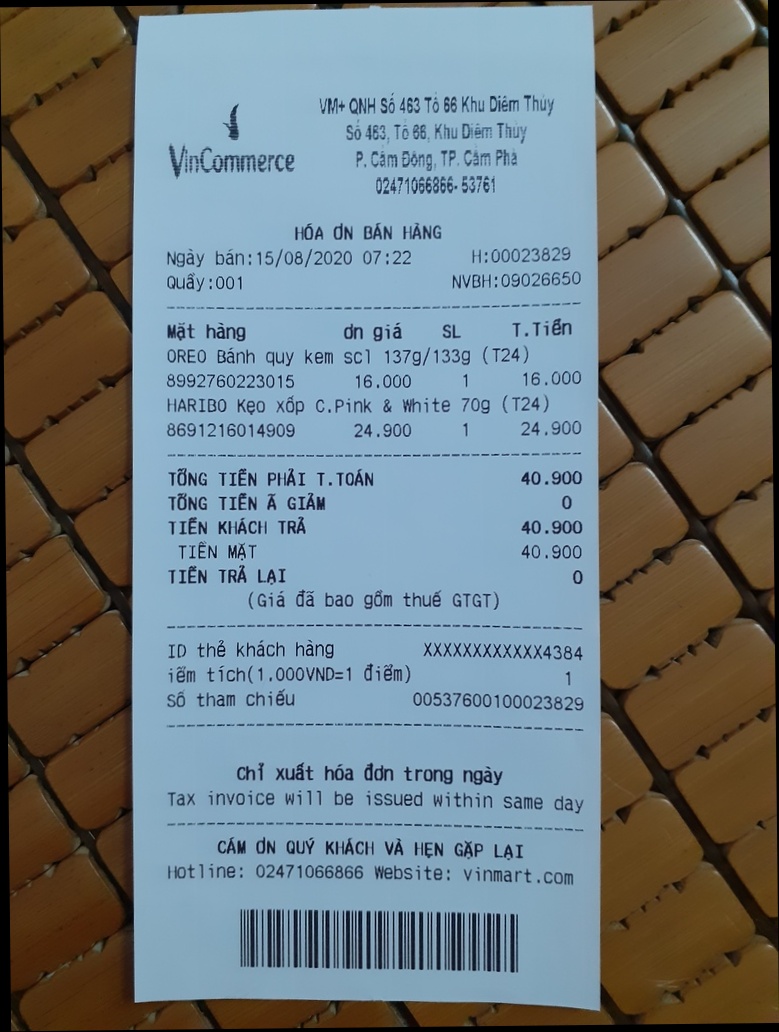 VinCommerce
VM+ QNH Số 463 Tổ 66 Khu Diêm Thủy
Số 463, Tổ 66, Khu Diêm Thủy
P. Cẩm Đông, TP. Cẩm Phả
02471066866- 53761
HÓA ƠN BÁN HÀNG
Ngày bán:15/08/2020 07:22 H:00023829
Quầy:001 NVBH:09026650
Mặt hàng ơn giá SL T.Tiền
OREO Bánh quy kem scl 137g/133g (T24)
8992760223015 16.000 1 16.000
HARIBO Kẹo xốp C.Pink & White 70g (T24)
8691216014909 24.900 1 24.900
TỔNG TIỀN PHẢI T.TOÁN 40.900
TỔNG TIỀN Ã GIẢM 0
TIỀN KHÁCH TRẢ 40.900
TIỀN MẶT 40.900
TIỀN TRẢ LẠI 0
(Giá đã bao gồm thuế GTGT)
ID thẻ khách hàng XXXXXXXXXXXX4384
iểm tích(1.000VND=1 điểm) 1
Số tham chiếu 00537600100023829
Chỉ xuất hóa đơn trong ngày
Tax invoice will be issued within same day
CẢM ƠN QUÝ KHÁCH VÀ HẸN GẶP LẠI
Hotline: 02471066866 Website: vinmart.com